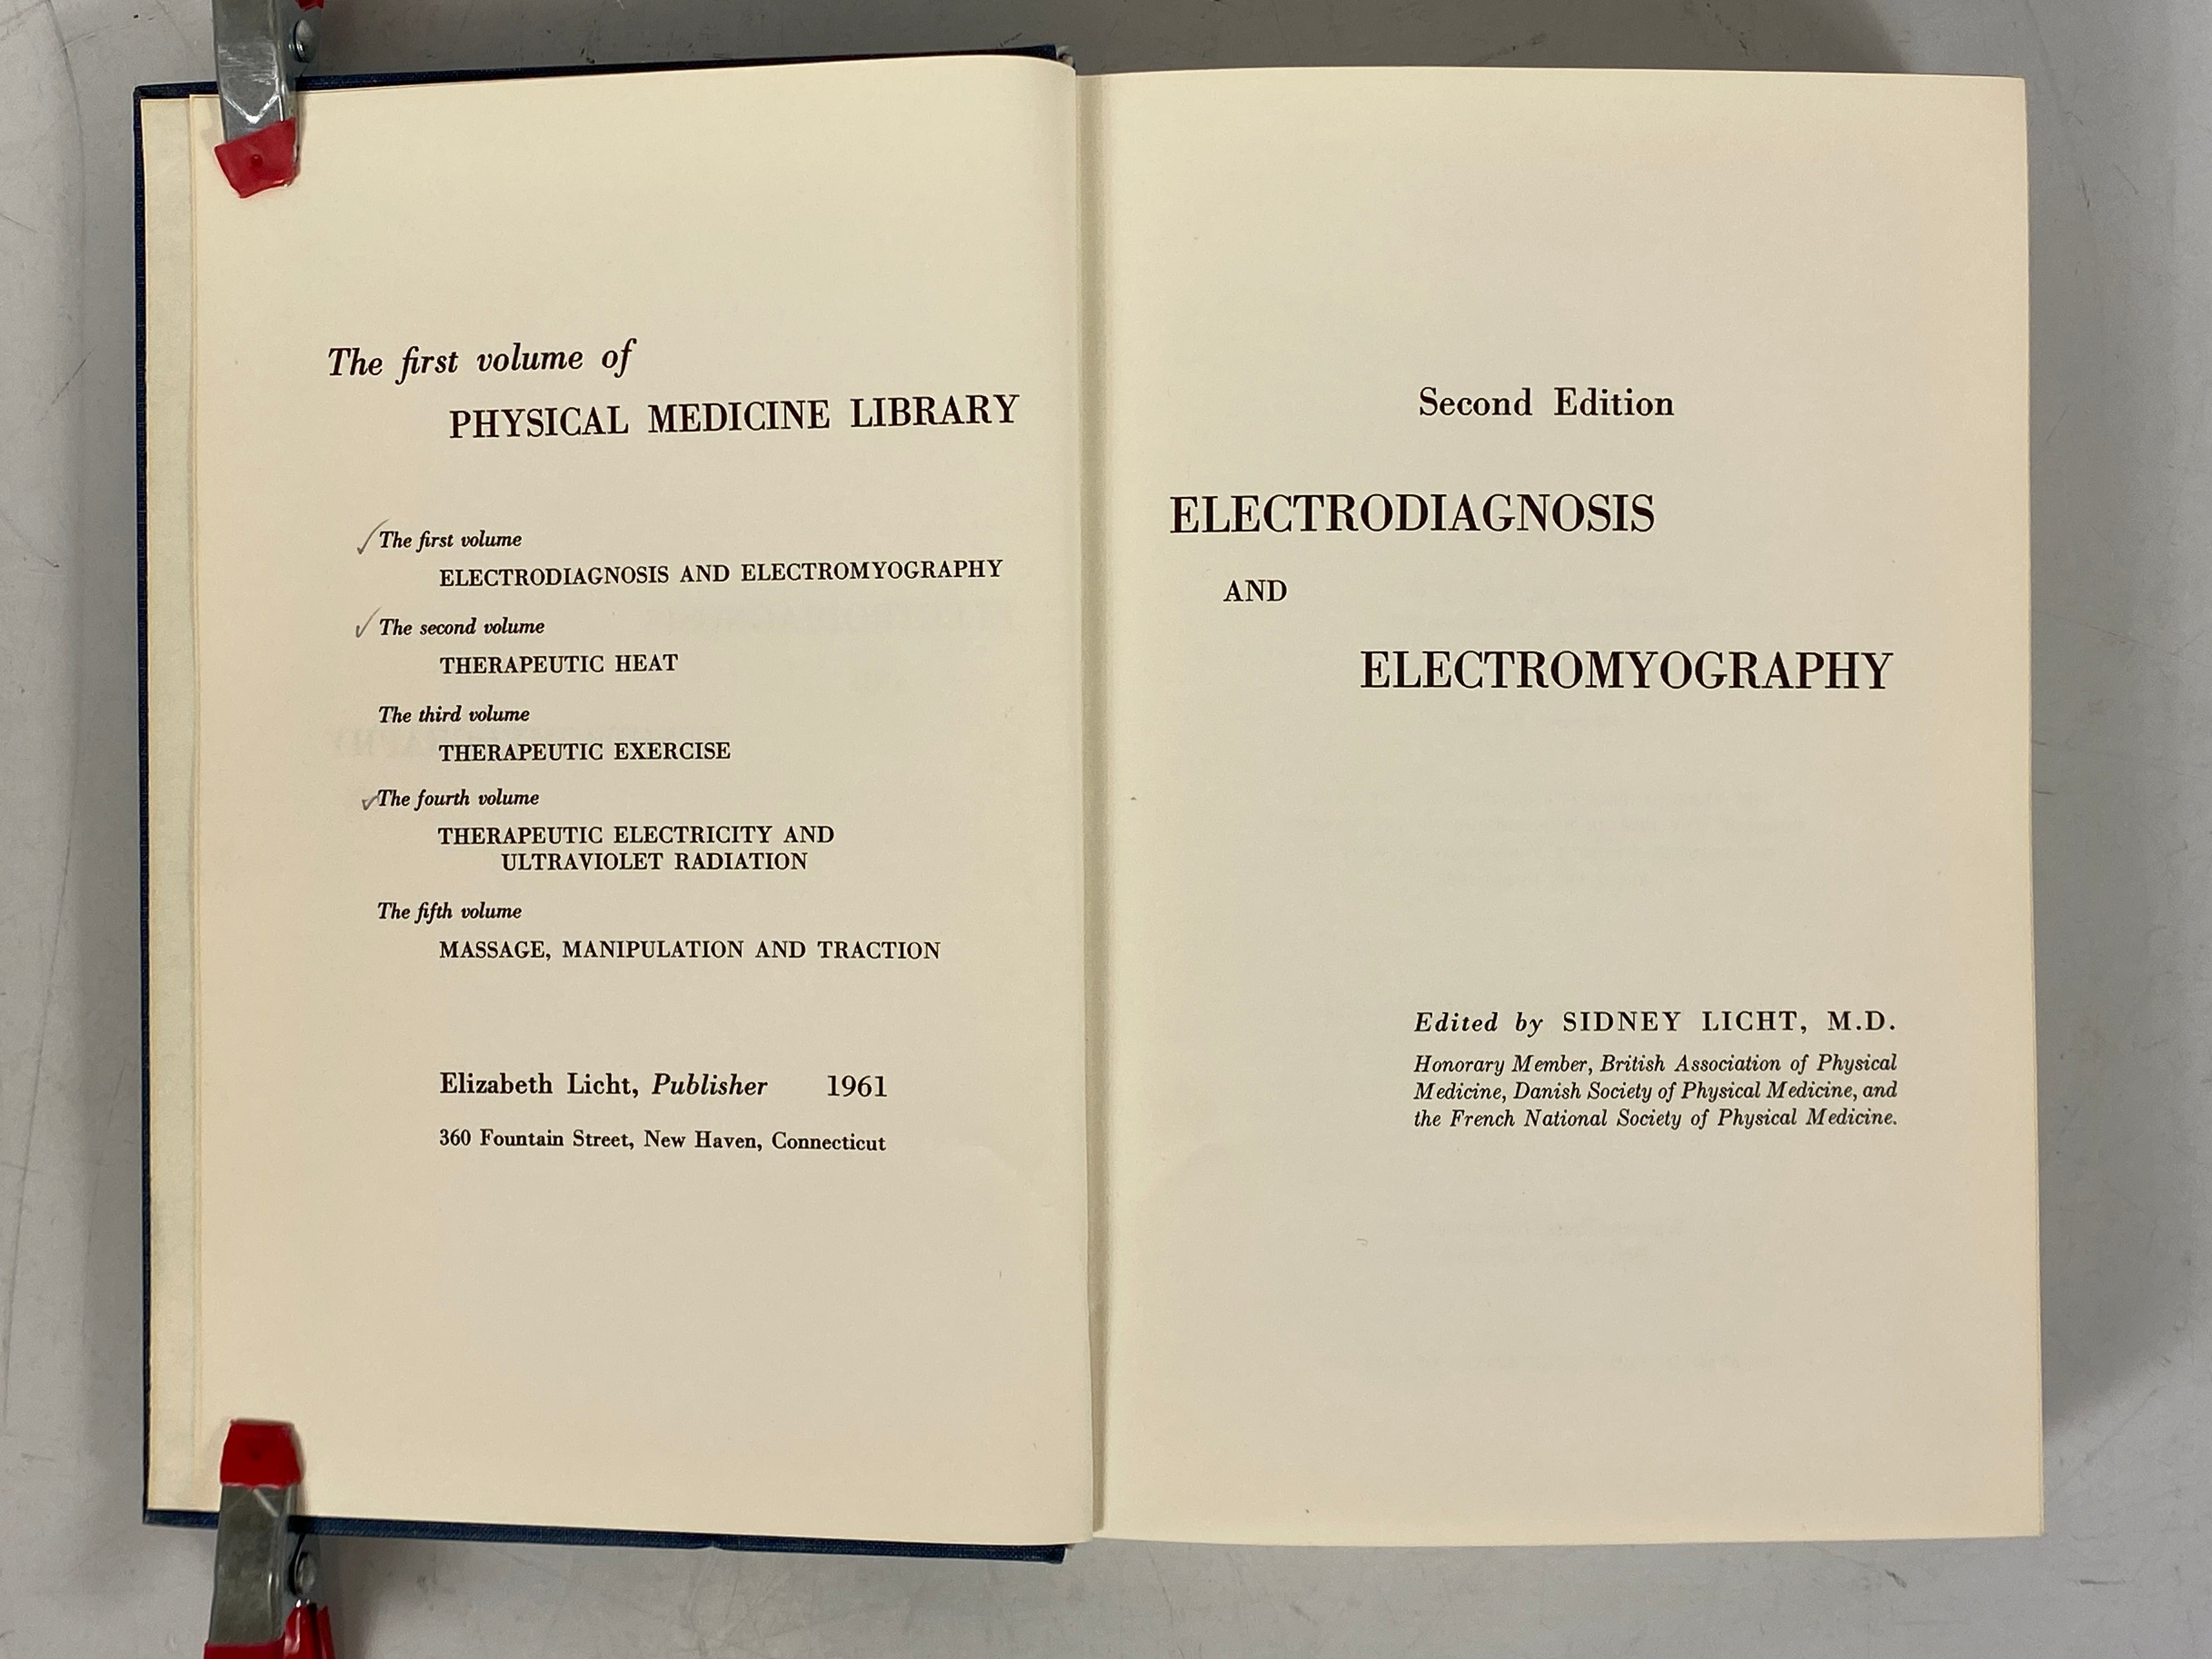 The first volume of
PHYSICAL MEDICINE LIBRARY
The first volume
ELECTRODIAGNOSIS AND ELECTROMYOGRAPHY
The second volume
THERAPEUTIC HEAT
The third volume
THERAPEUTIC EXERCISE
The fourth volume
THERAPEUTIC ELECTRICITY AND
ULTRAVIOLET RADIATION
The fifth volume
MASSAGE, MANIPULATION AND TRACTION
Elizabeth Licht, Publisher 1961
360 Fountain Street, New Haven, Connecticut
Second Edition
ELECTRODIAGNOSIS
AND
ELECTROMYOGRAPHY
Edited by SIDNEY LICHT, M.D.
Honorary Member, British Association of Physical
Medicine, Danish Society of Physical Medicine, and
the French National Society of Physical Medicine.